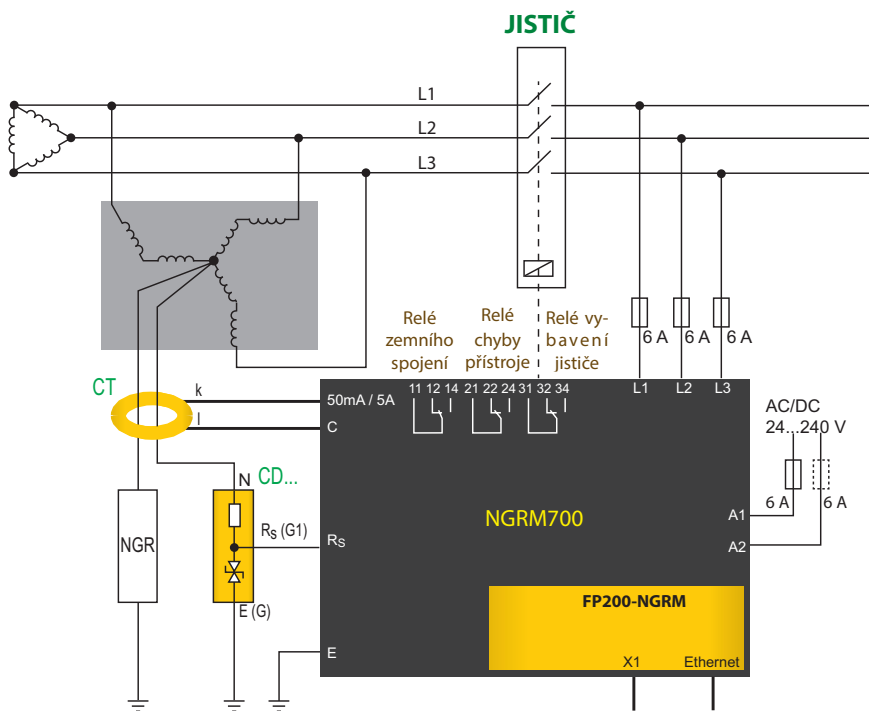 JISTIČ
L1
L2
L3
6 A
6 A
6 A
Relé
zemního
spojení
Relé
chyby
přístroje
Relé vy-
bavení
jističe
CT
k
l
50mA / 5A
C
11 12 14 21 22 24 31 32 34
L1 L2 L3
AC/DC
24...240 V
6 A
6 A
N
CD...
NGR
RS (G1)
RS
E (G)
E
NGRM700
A1
A2
FP200-NGRM
X1
Ethernet